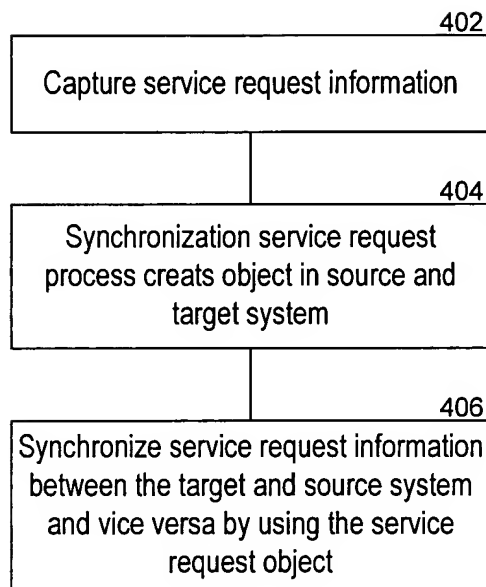 402
Capture service request information
404
Synchronization service request
process creats object in source and
target system
406
Synchronize service request information
between the target and source system
and vice versa by using the service
request object